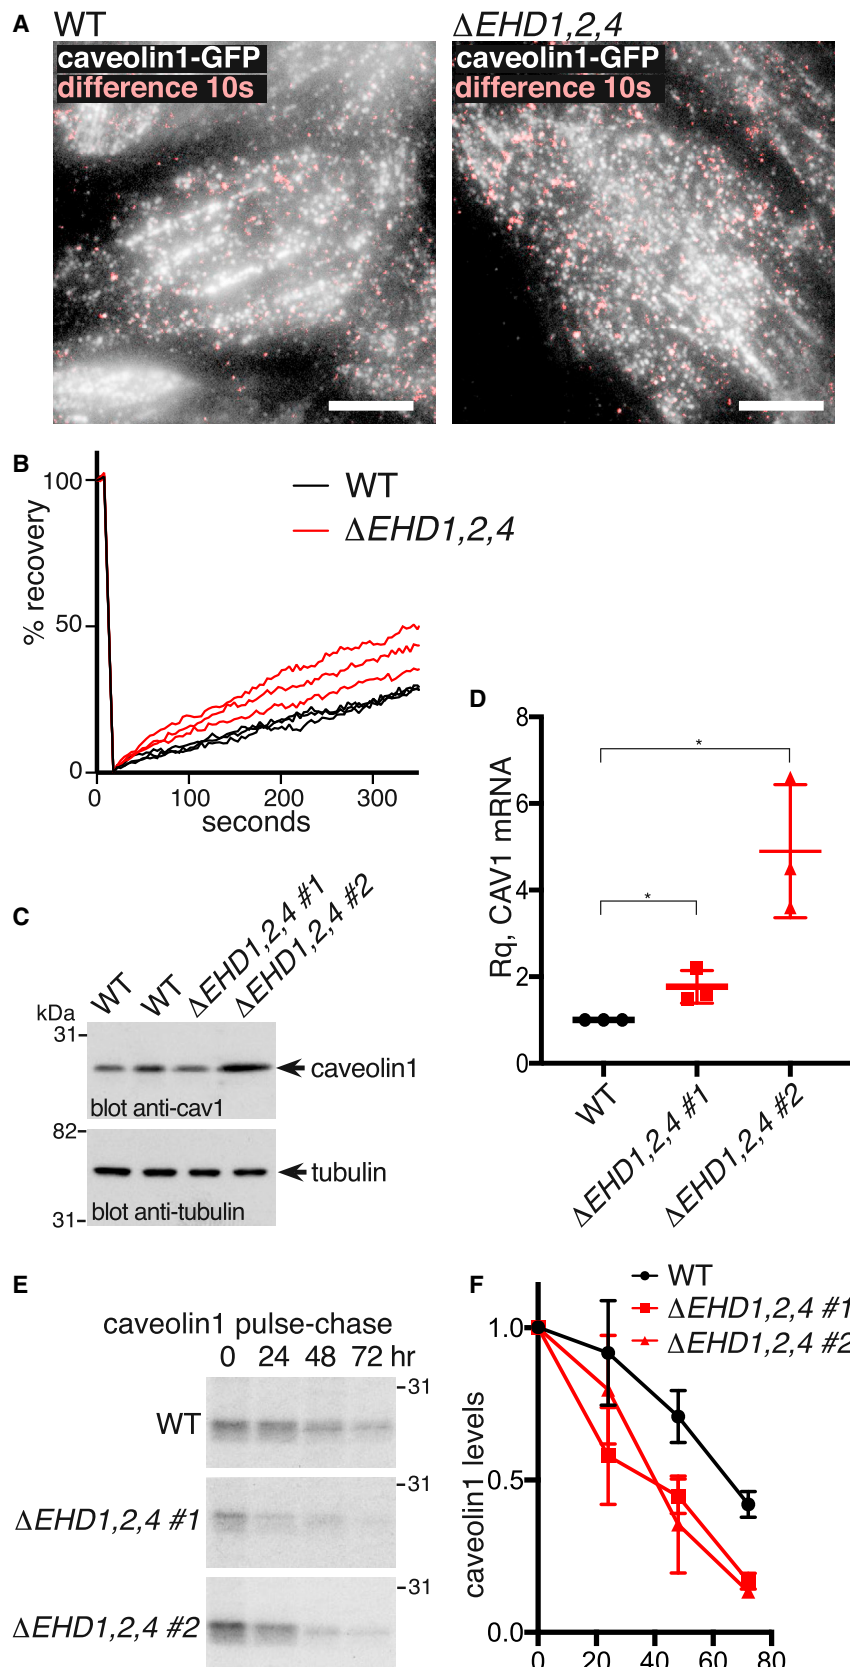 A
WT
ΔEHD1,2,4
caveolin1-GFP
difference 10s
caveolin1-GFP
difference 10s
B
% recovery
100
50
0
0 100 200 300
seconds
WT
ΔEHD1,2,4
C
WT
WT
ΔEHD1,2,4 #1
ΔEHD1,2,4 #2
kDa
31
caveolin1
blot anti-cav1
82
tubulin
31
blot anti-tubulin
D
Rq, CAV1 mRNA
8
6
4
2
0
*
*
WT
ΔEHD1,2,4 #1
ΔEHD1,2,4 #2
E
caveolin1 pulse-chase
0 24 48 72 hr
WT
-31
ΔEHD1,2,4 #1
-31
ΔEHD1,2,4 #2
-31
F
WT
ΔEHD1,2,4 #1
ΔEHD1,2,4 #2
caveolin1 levels
1.0
0.5
0.0
0 20 40 60 80